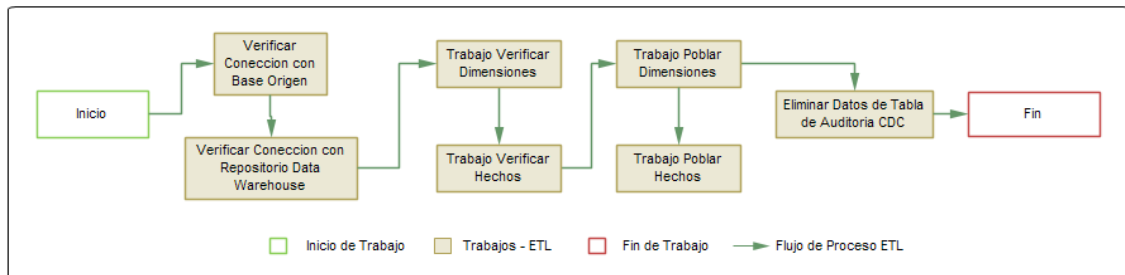 Inicio
Verificar
Coneccion con
Base Origen
Verificar Coneccion con
Repositorio Data
Warehouse
Trabajo Verificar
Dimensiones
Trabajo Verificar
Hechos
Trabajo Poblar
Dimensiones
Trabajo Poblar
Hechos
Eliminar Datos de Tabla
de Auditoria CDC
Fin
Inicio de Trabajo
Trabajos - ETL
Fin de Trabajo
Flujo de Proceso ETL